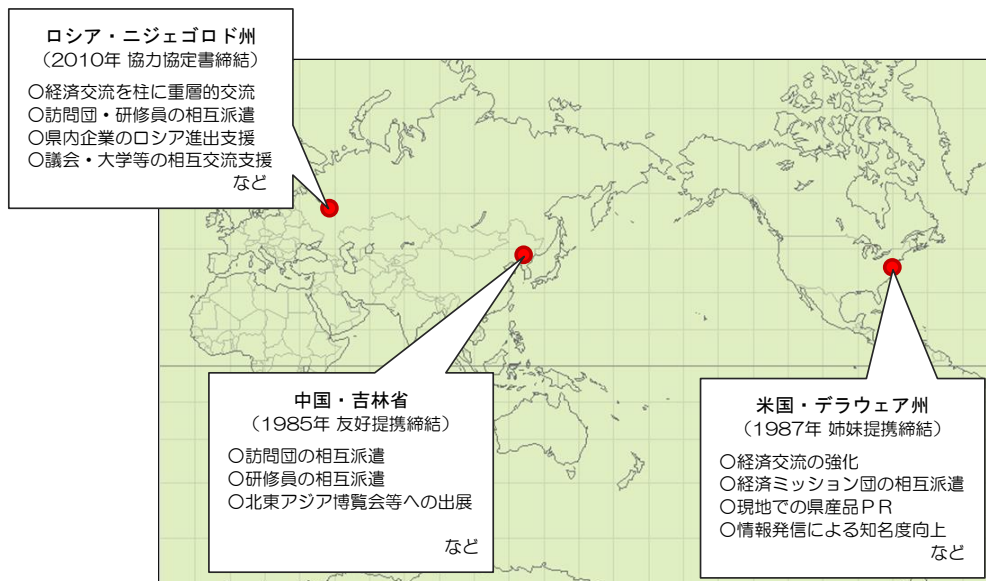 ロシア・ニジェゴロド州
（2010年 協力協定書締結）
○経済交流を柱に重層的交流
○訪問団・研修員の相互派遣
○県内企業のロシア進出支援
○議会・大学等の相互交流支援
など
中国・吉林省
（1985年 友好提携締結）
○訪問団の相互派遣
○研修員の相互派遣
○北東アジア博覧会等への出展
など
米国・デラウェア州
（1987年 姉妹提携締結）
○経済交流の強化
○経済ミッション団の相互派遣
○現地での県産品ＰＲ
○情報発信による知名度向上
など